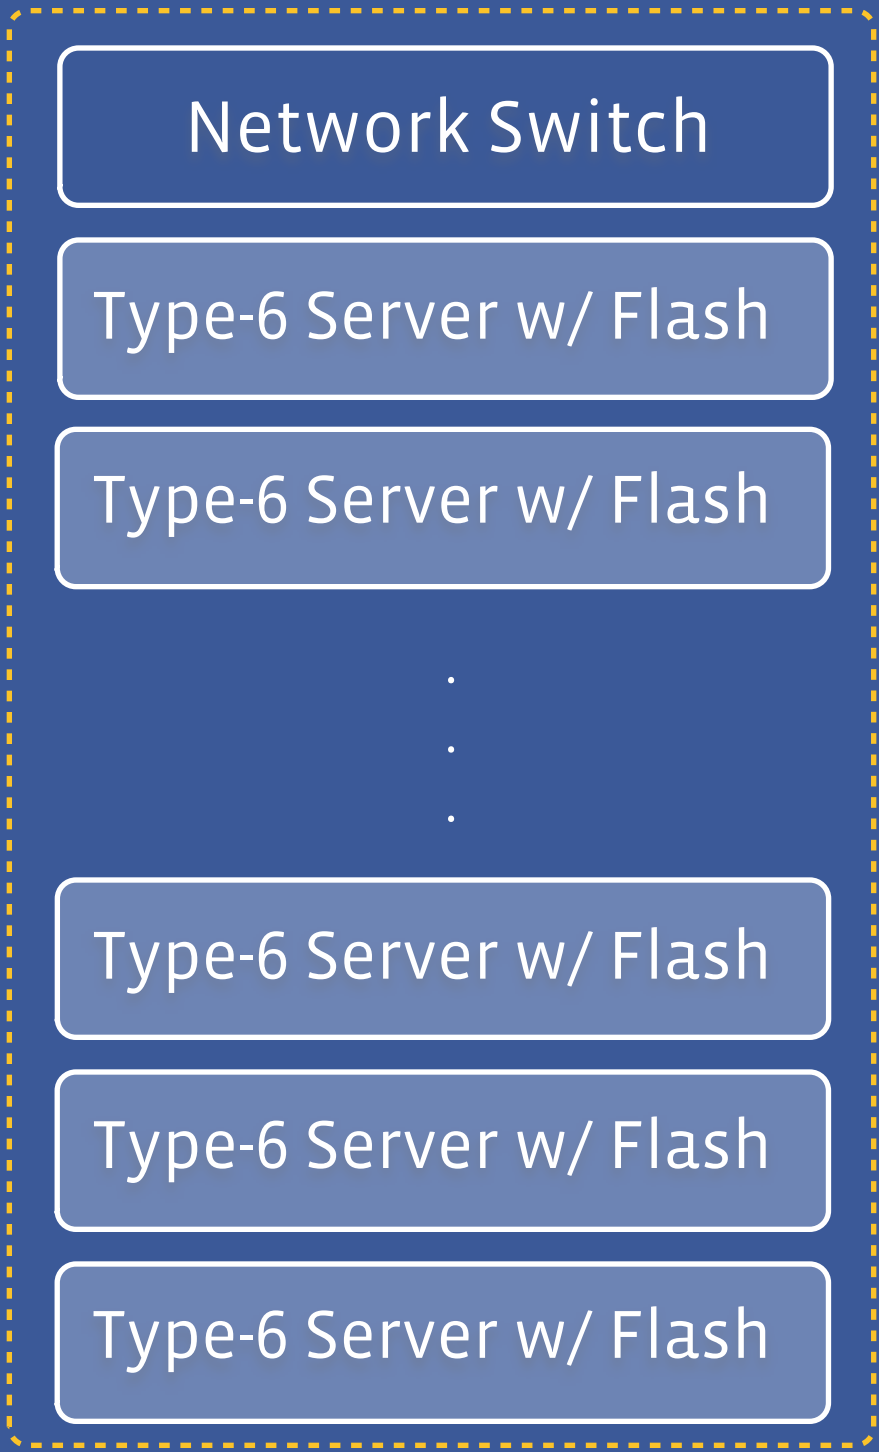 Network Switch
Type-6 Server w/ Flash
Type-6 Server w/ Flash
.
.
.
Type-6 Server w/ Flash
Type-6 Server w/ Flash
Type-6 Server w/ Flash